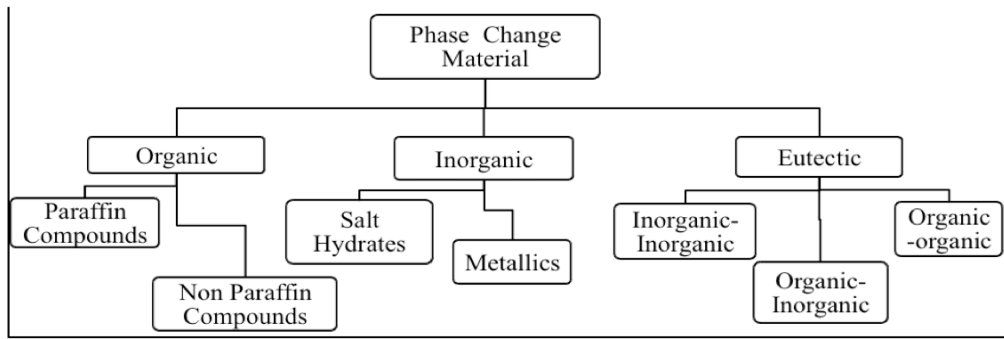 Phase Change
Material
Organic
Inorganic
Eutectic
Paraffin
Compounds
Non Paraffin
Compounds
Salt
Hydrates
Metallics
Inorganic-
Inorganic
Organic-
Inorganic
Organic
-organic